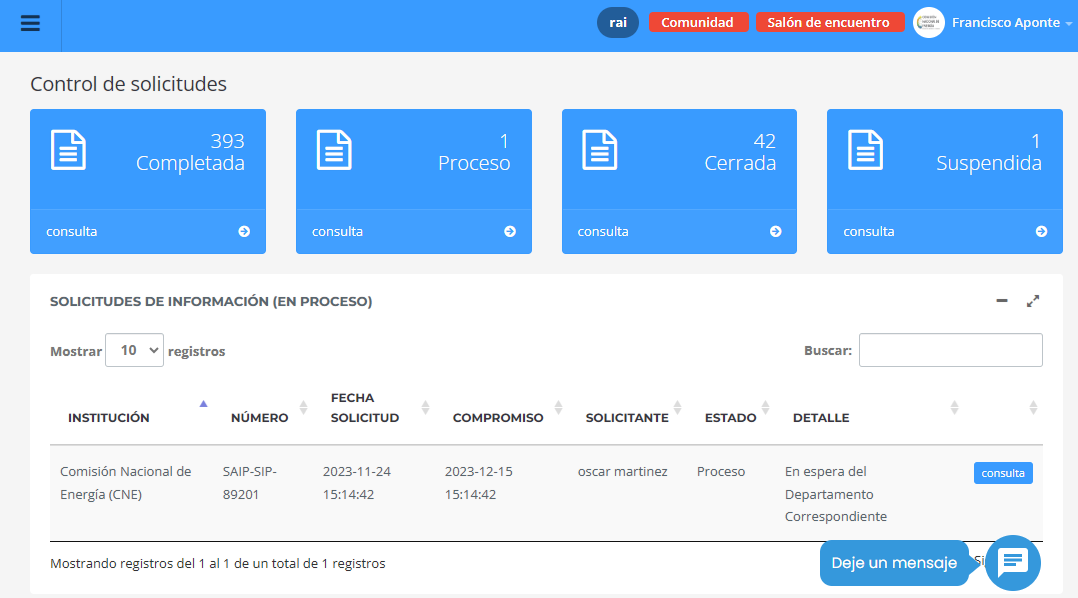 rai
Comunidad
Salón de encuentro
Francisco Aponte
Control de solicitudes
393
Completada
consulta
1
Proceso
consulta
42
Cerrada
consulta
1
Suspendida
consulta
SOLICITUDES DE INFORMACIÓN (EN PROCESO)
Mostrar 10 registros
Buscar:
INSTITUCIÓN NÚMERO FECHA SOLICITUD COMPROMISO SOLICITANTE ESTADO DETALLE
Comisión Nacional de SAIP-SIP- 2023-11-24 2023-12-15 oscar martinez Proceso En espera del consulta
Energía (CNE) 89201 15:14:42 15:14:42 Departamento
Correspondiente
Mostrando registros del 1 al 1 de un total de 1 registros
Deje un mensaje